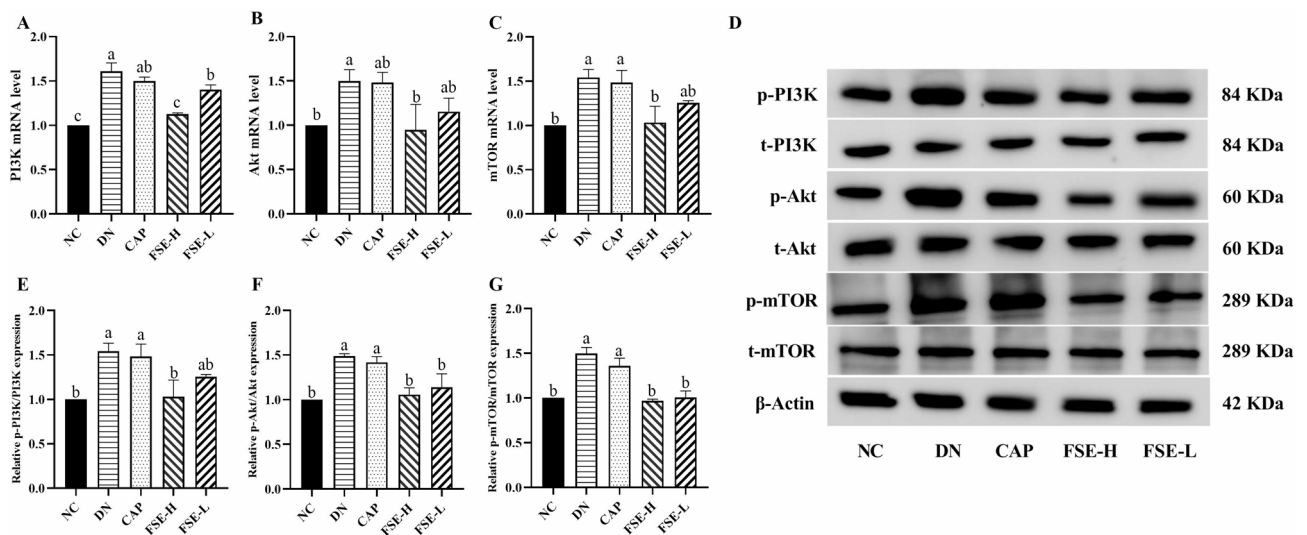 A
PI3K mRNA level
2.0
1.5
1.0
0.5
0.0
c
a
ab
c
b
NC
DN
CAP
FSE-H
FSE-L
B
Akt mRNA level
2.0
1.5
1.0
0.5
0.0
b
a
ab
b
ab
NC
DN
CAP
FSE-H
FSE-L
C
mTOR mRNA level
2.0
1.5
1.0
0.5
0.0
b
a
a
b
ab
NC
DN
CAP
FSE-H
FSE-L
D
p-PI3K 84 KDa
t-PI3K 84 KDa
p-Akt 60 KDa
t-Akt 60 KDa
p-mTOR 289 KDa
t-mTOR 289 KDa
β-Actin 42 KDa
NC DN CAP FSE-H FSE-L
E
Relative p-PI3K/PI3K expression
2.0
1.5
1.0
0.5
0.0
b
a
a
b
ab
NC
DN
CAP
FSE-H
FSE-L
F
Relative p-Akt/Akt expression
2.0
1.5
1.0
0.5
0.0
b
a
a
b
b
NC
DN
CAP
FSE-H
FSE-L
G
Relative p-mTOR/mTOR expression
2.0
1.5
1.0
0.5
0.0
b
a
a
b
b
NC
DN
CAP
FSE-H
FSE-L